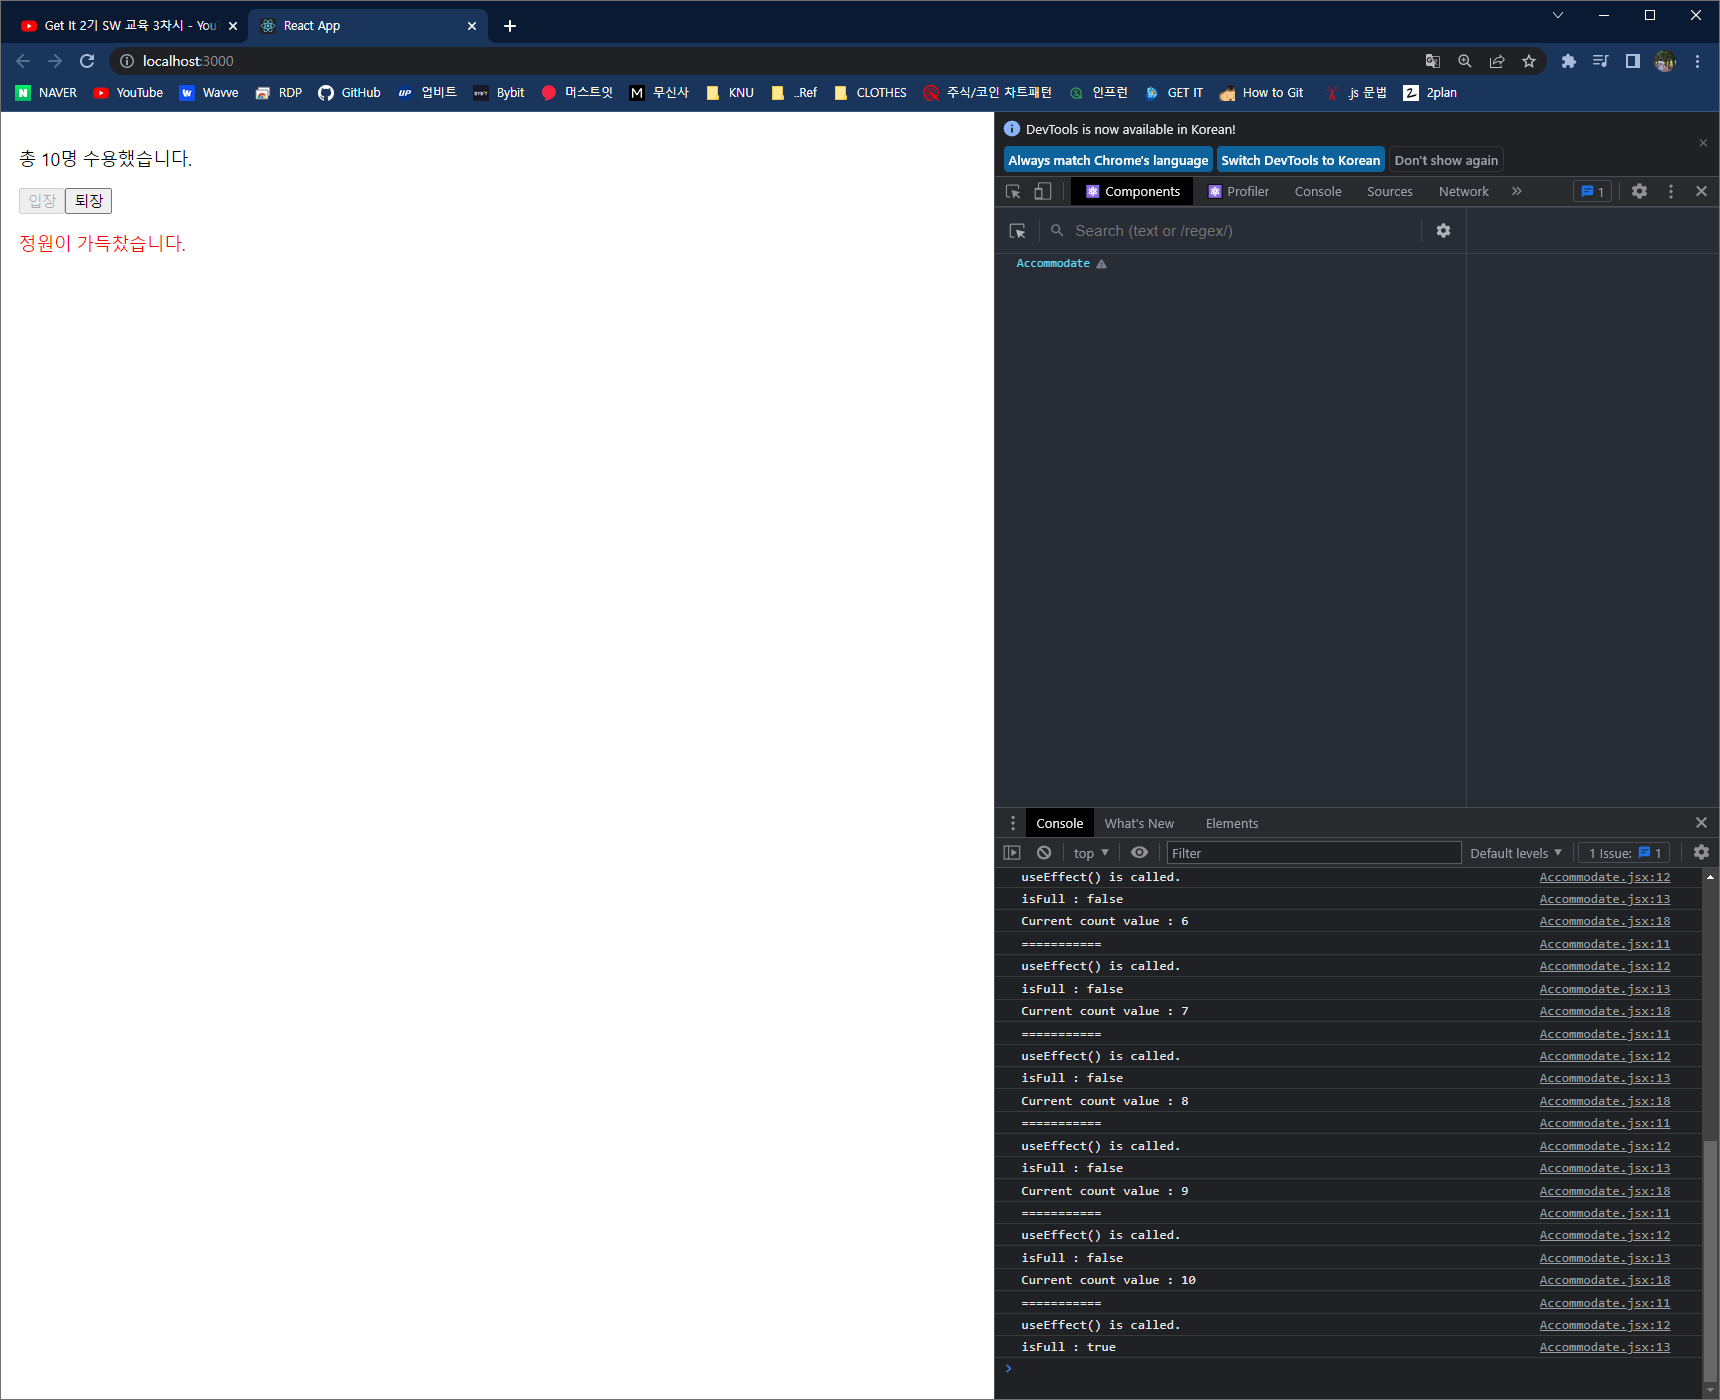 Get It 2기 SW 교육 3차시 - YouT
React App
localhost:3000
NAVER YouTube Wavve RDP GitHub 업비트 Bybit 머스트잇 무신사 KNU ..Ref CLOTHES 주식/코인 차트패턴 인프런 GET IT How to Git .js 문법 2plan
총 10명 수용했습니다.
입장 퇴장
정원이 가득찼습니다.
DevTools is now available in Korean!
Always match Chrome's language Switch DevTools to Korean Don't show again
Components Profiler Console Sources Network 1
Search (text or /regex/)
Accommodate
Console What's New Elements
top Filter Default levels 1 Issue: 1
useEffect() is called. Accommodate.jsx:12
isFull : false Accommodate.jsx:13
Current count value : 6 Accommodate.jsx:18
=========== Accommodate.jsx:11
useEffect() is called. Accommodate.jsx:12
isFull : false Accommodate.jsx:13
Current count value : 7 Accommodate.jsx:18
=========== Accommodate.jsx:11
useEffect() is called. Accommodate.jsx:12
isFull : false Accommodate.jsx:13
Current count value : 8 Accommodate.jsx:18
=========== Accommodate.jsx:11
useEffect() is called. Accommodate.jsx:12
isFull : false Accommodate.jsx:13
Current count value : 9 Accommodate.jsx:18
=========== Accommodate.jsx:11
useEffect() is called. Accommodate.jsx:12
isFull : false Accommodate.jsx:13
Current count value : 10 Accommodate.jsx:18
=========== Accommodate.jsx:11
useEffect() is called. Accommodate.jsx:12
isFull : true Accommodate.jsx:13